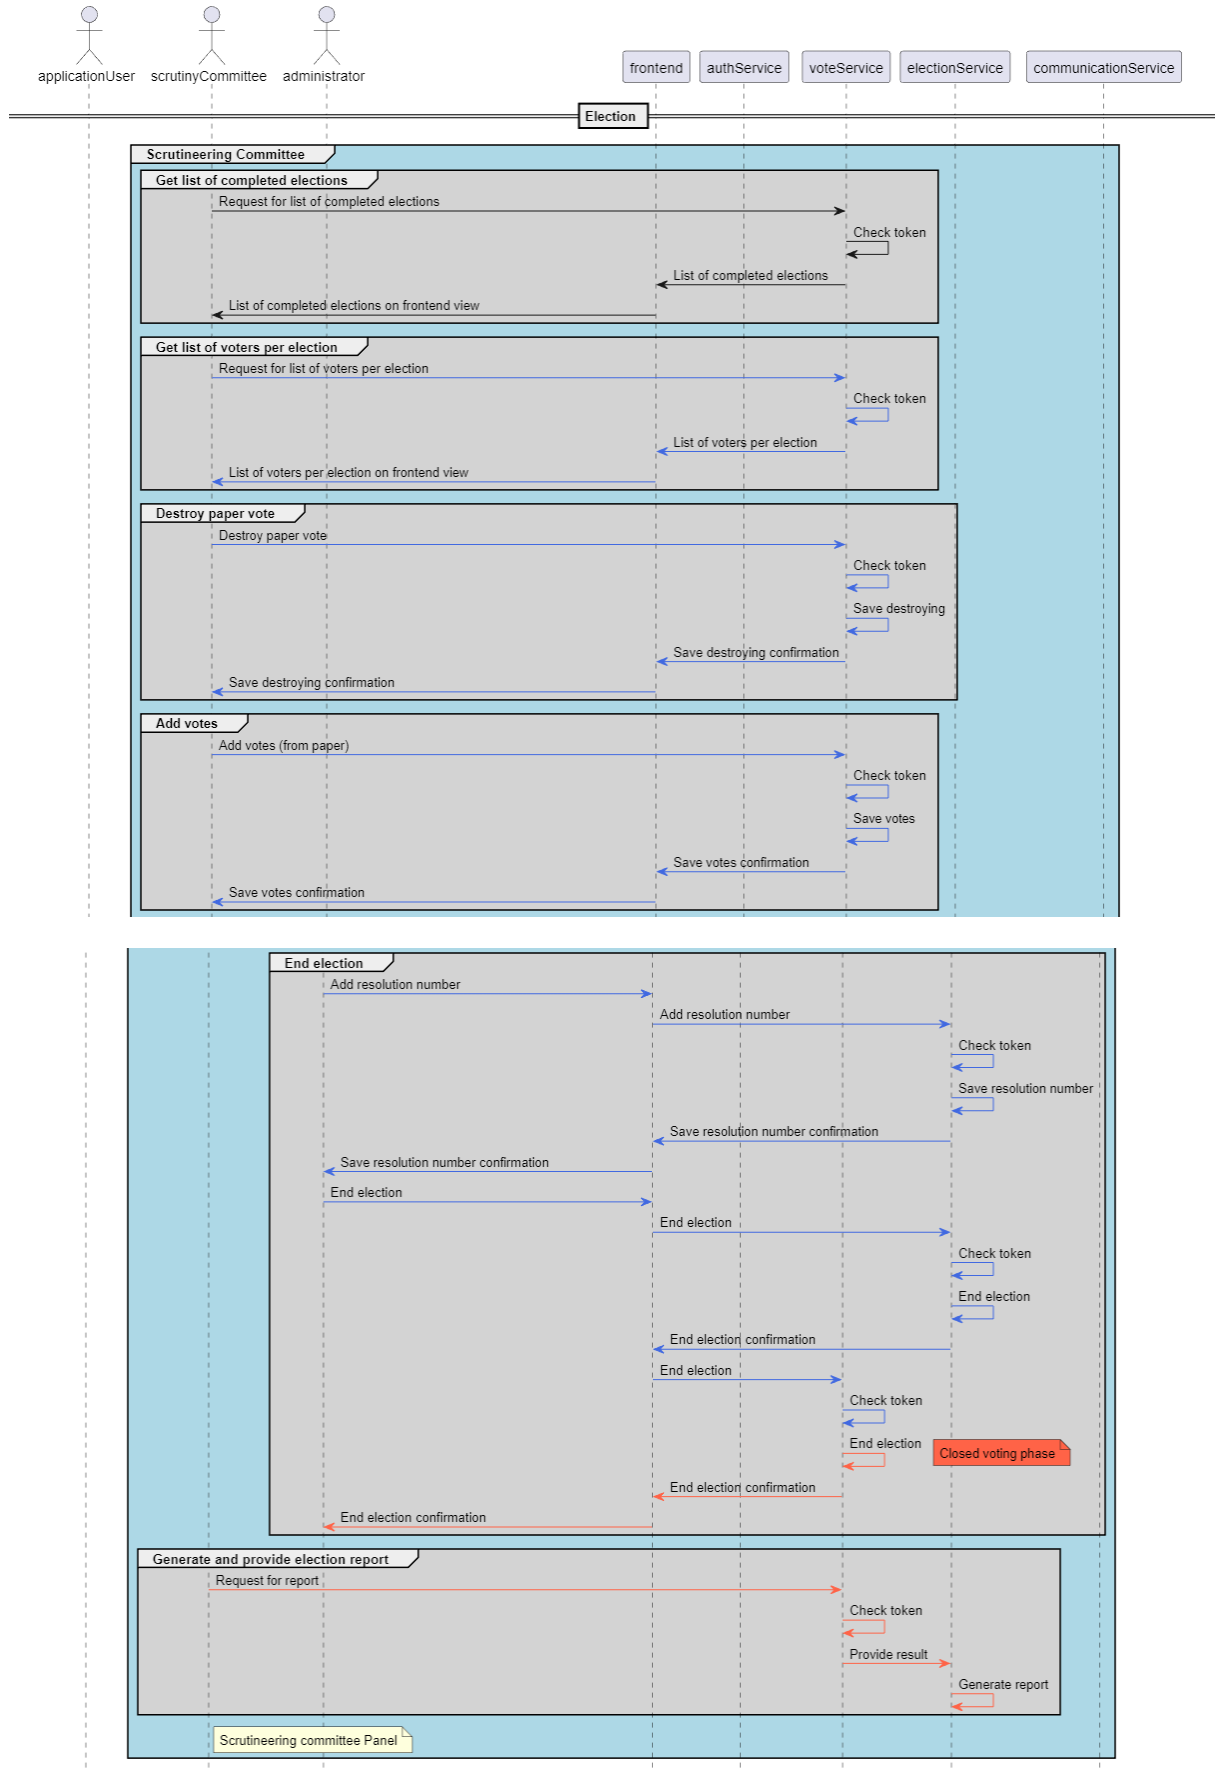 applicationUser
scrutinyCommittee
administrator
frontend
authService
voteService
electionService
communicationService
Election
Scrutineering Committee
Get list of completed elections
Request for list of completed elections
Check token
List of completed elections
List of completed elections on frontend view
Get list of voters per election
Request for list of voters per election
Check token
List of voters per election
List of voters per election on frontend view
Destroy paper vote
Destroy paper vote
Check token
Save destroying
Save destroying confirmation
Save destroying confirmation
Add votes
Add votes (from paper)
Check token
Save votes
Save votes confirmation
Save votes confirmation
End election
Add resolution number
Add resolution number
Check token
Save resolution number
Save resolution number confirmation
Save resolution number confirmation
End election
End election
Check token
End election
End election confirmation
End election
Check token
End election
Closed voting phase
End election confirmation
End election confirmation
Generate and provide election report
Request for report
Check token
Provide result
Generate report
Scrutineering committee Panel